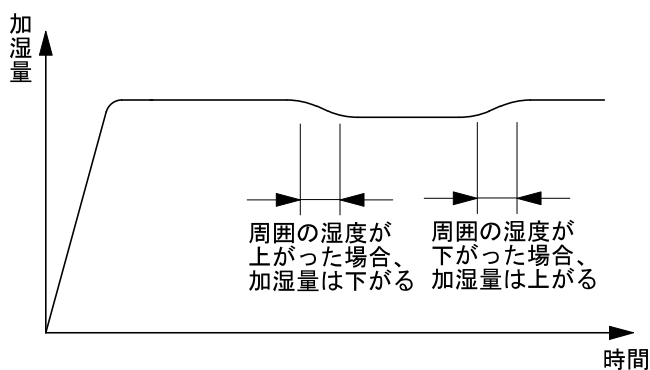 加湿量
周囲の湿度が
上がった場合、
加湿量は下がる
周囲の湿度が
下がった場合、
加湿量は上がる
時間